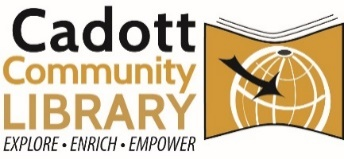 Cadott
Community
LIBRARY
EXPLORE • ENRICH • EMPOWER